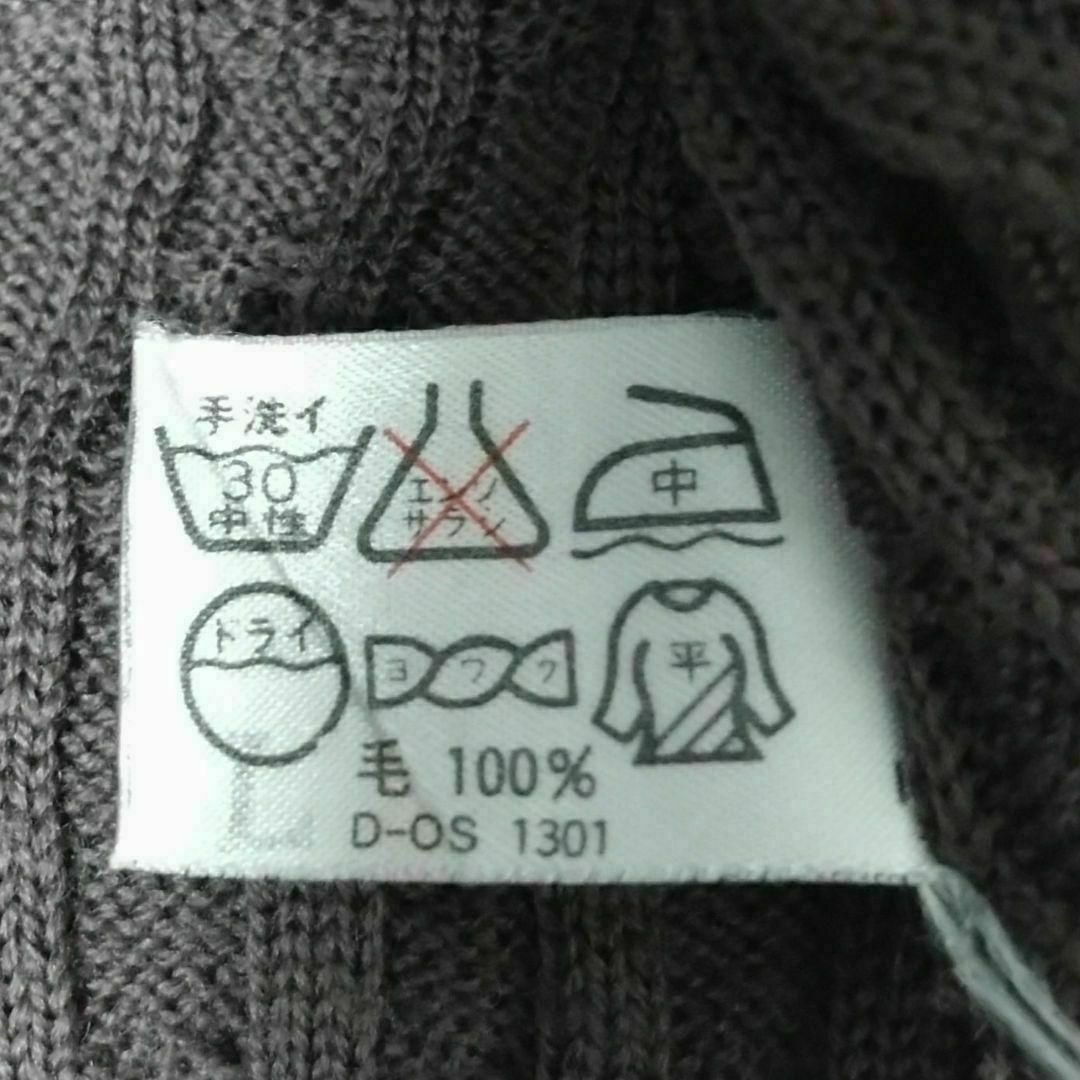 手洗イ
30
中性
エンソ
サラシ
中
ドライ
ヨワク
平
毛 100%
D-OS 1301